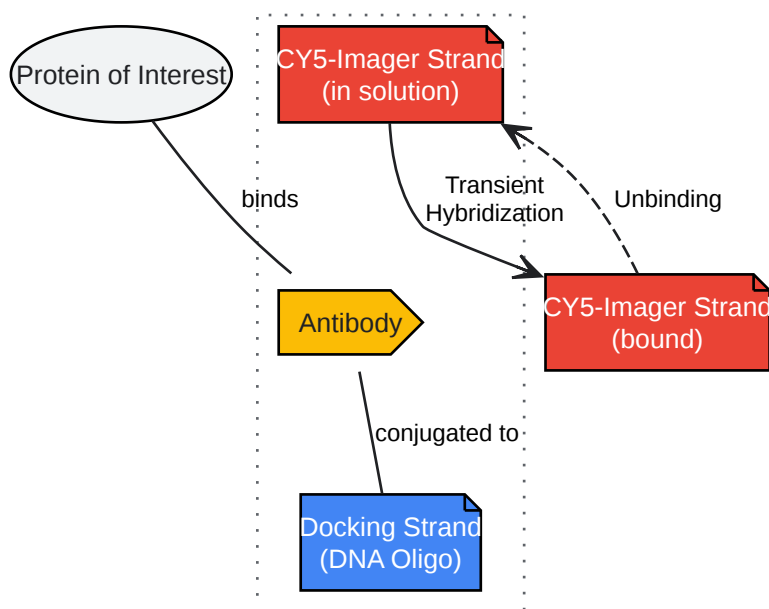 Protein of Interest
CY5-Imager Strand
(in solution)
binds
Transient
Hybridization
Unbinding
Antibody
CY5-Imager Strand
(bound)
conjugated to
Docking Strand
(DNA Oligo)